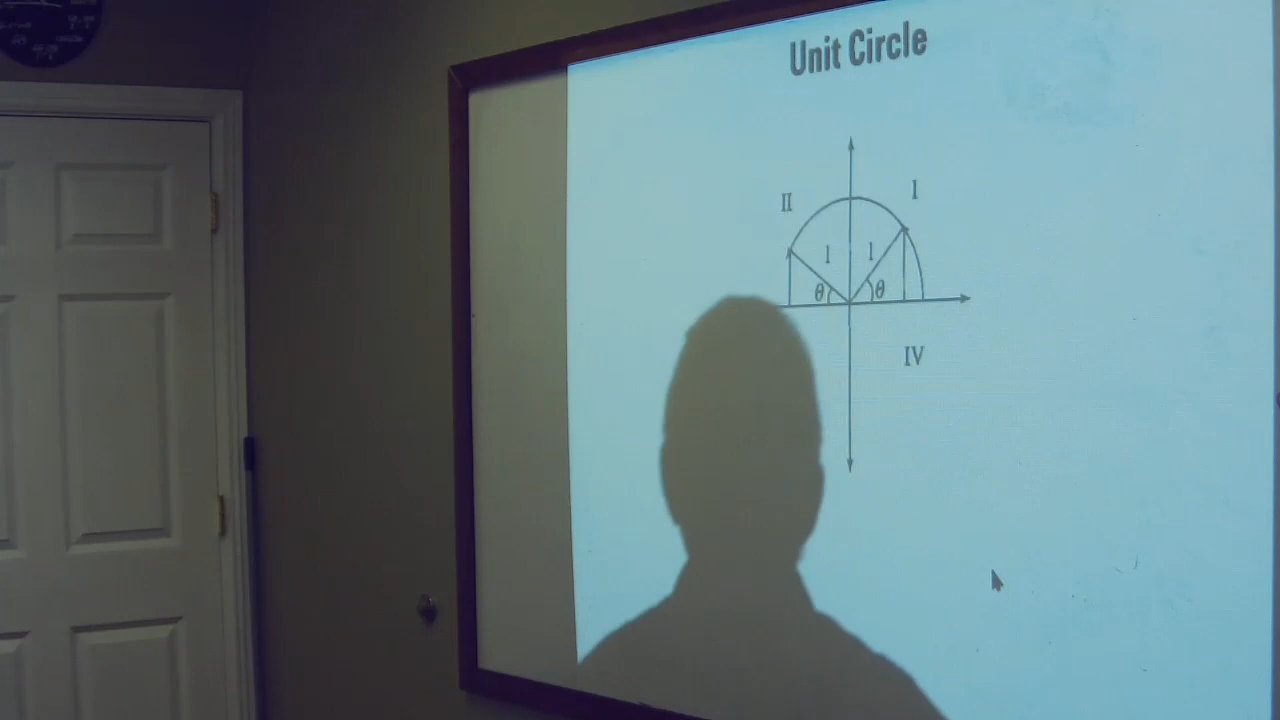 Unit Circle
II I
1 1
θ θ
IV